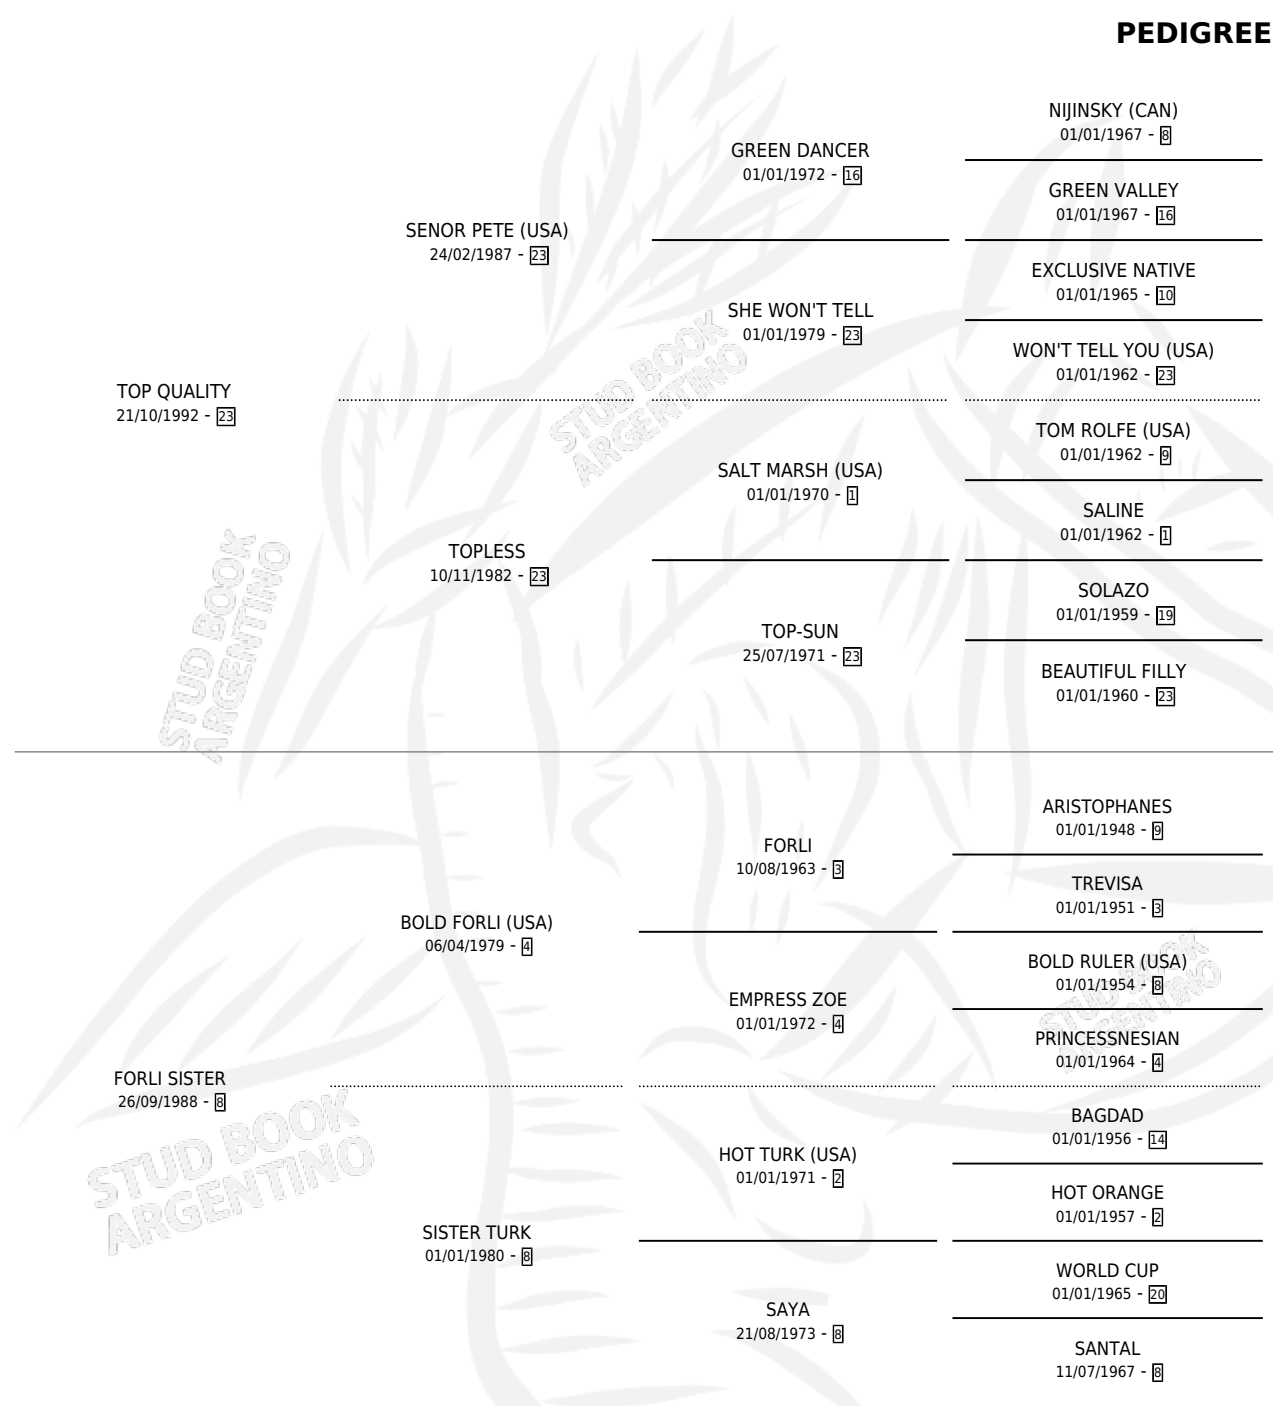 PEDIGREE
NIJINSKY (CAN)
01/01/1967 - 8
GREEN DANCER
01/01/1972 - 16
GREEN VALLEY
01/01/1967 - 16
SENOR PETE (USA)
24/02/1987 - 23
EXCLUSIVE NATIVE
01/01/1965 - 10
SHE WON'T TELL
01/01/1979 - 23
WON'T TELL YOU (USA)
01/01/1962 - 23
TOP QUALITY
21/10/1992 - 23
TOM ROLFE (USA)
01/01/1962 - 9
SALT MARSH (USA)
01/01/1970 - 1
SALINE
01/01/1962 - 1
TOPLESS
10/11/1982 - 23
SOLAZO
01/01/1959 - 19
TOP-SUN
25/07/1971 - 23
BEAUTIFUL FILLY
01/01/1960 - 23
ARISTOPHANES
01/01/1948 - 9
FORLI
10/08/1963 - 3
TREVISA
01/01/1951 - 3
BOLD FORLI (USA)
06/04/1979 - 4
BOLD RULER (USA)
01/01/1954 - 8
EMPRESS ZOE
01/01/1972 - 4
PRINCESSNESIAN
01/01/1964 - 4
FORLI SISTER
26/09/1988 - 8
BAGDAD
01/01/1956 - 14
HOT TURK (USA)
01/01/1971 - 2
HOT ORANGE
01/01/1957 - 2
SISTER TURK
01/01/1980 - 8
WORLD CUP
01/01/1965 - 20
SAYA
21/08/1973 - 8
SANTAL
11/07/1967 - 8
STUD BOOK
ARGENTINO
STUD BOOK
ARGENTINO
STUD BOOK
ARGENTINO
STUD BOOK
ARGENTINO